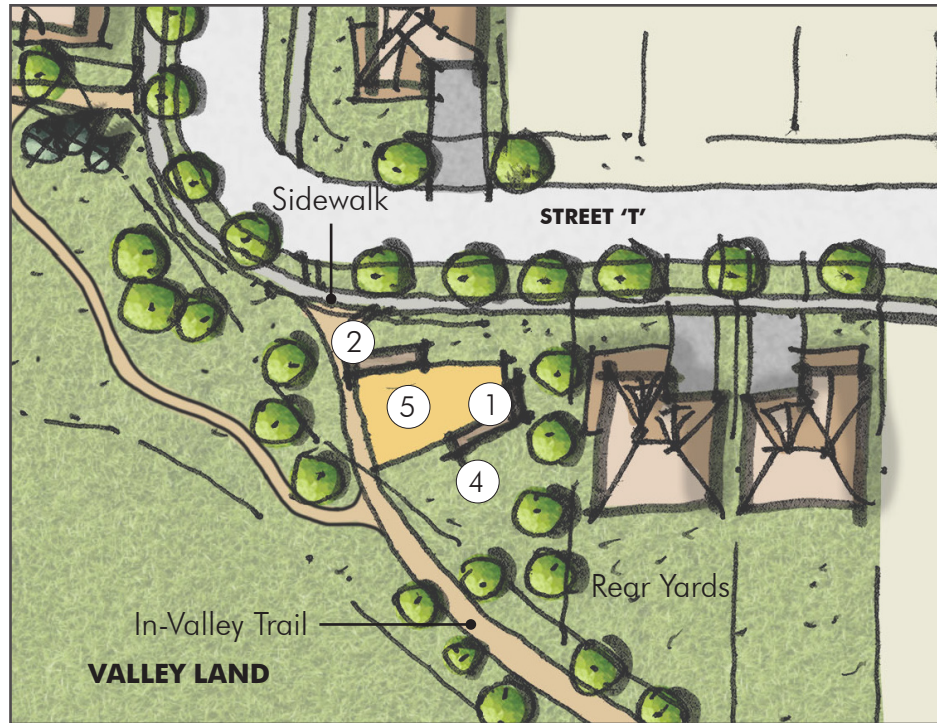 Sidewalk
STREET ‘T’
2
5
1
4
Rear Yards
In-Valley Trail
VALLEY LAND